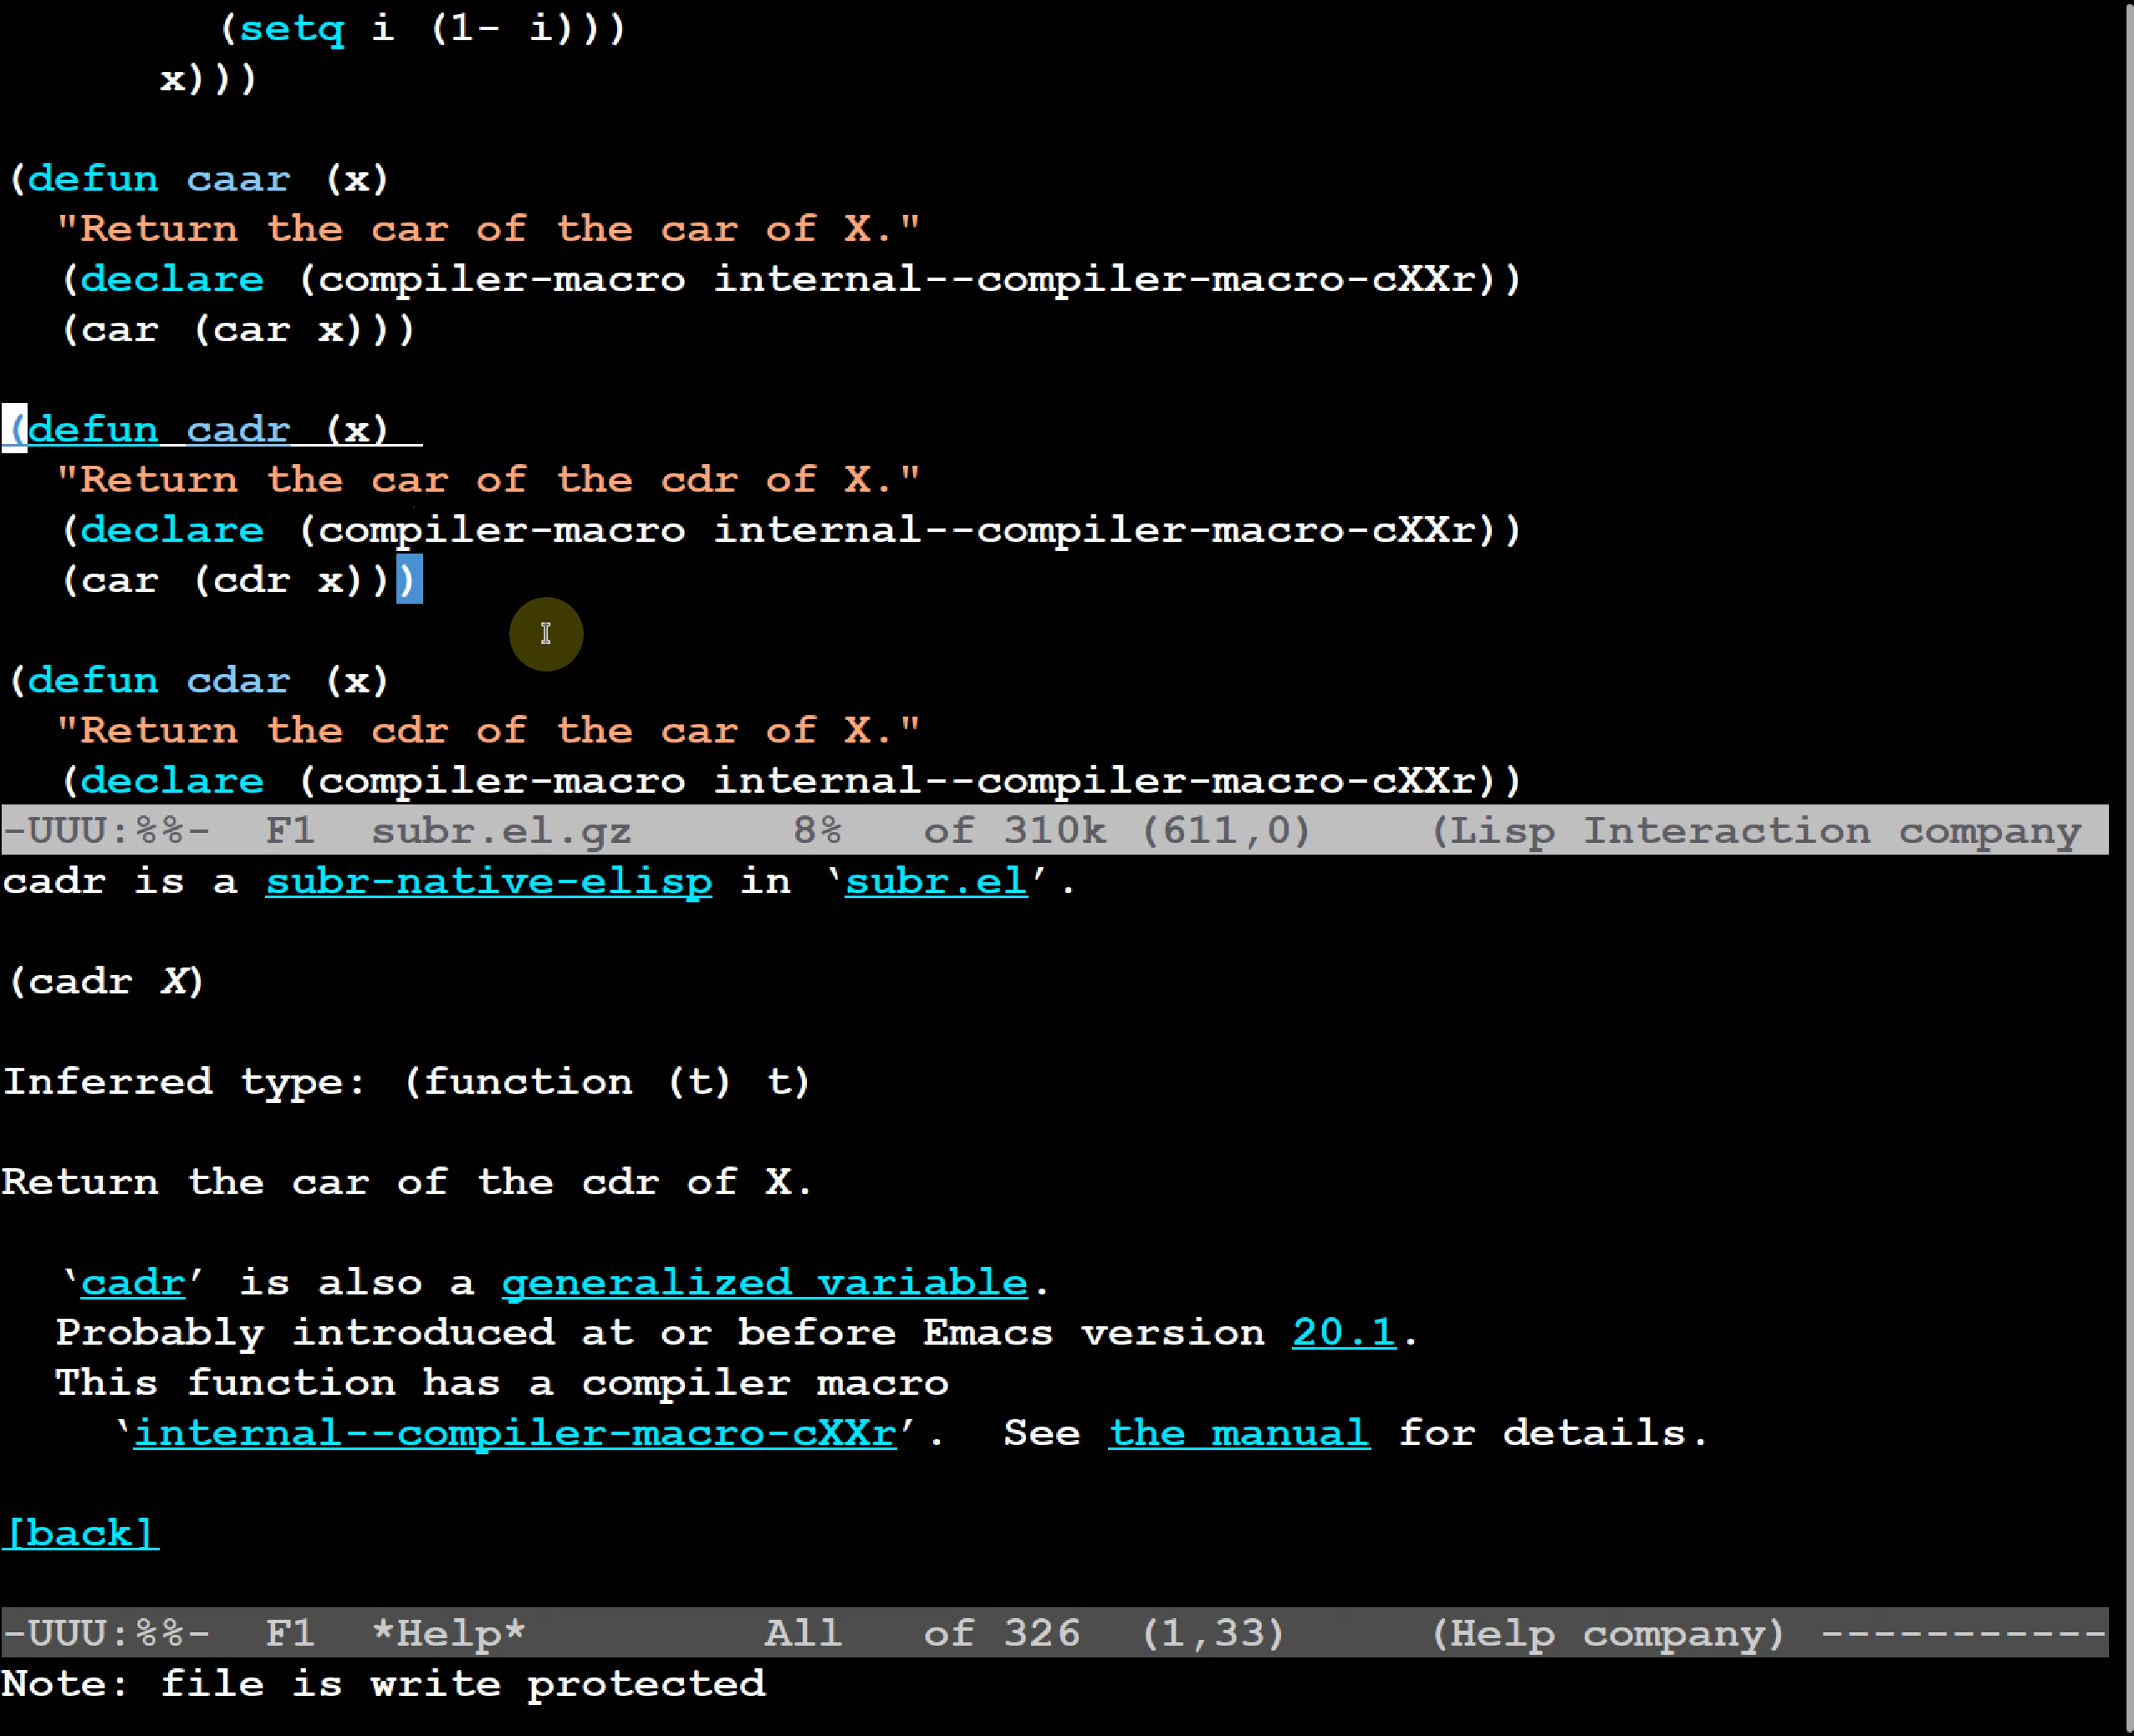 (setq i (1- i)))
x)))
(defun caar (x)
"Return the car of the car of X."
(declare (compiler-macro internal--compiler-macro-cXXr))
(car (car x)))
(defun cadr (x)
"Return the car of the cdr of X."
(declare (compiler-macro internal--compiler-macro-cXXr))
(car (cdr x)))
(defun cdar (x)
"Return the cdr of the car of X."
(declare (compiler-macro internal--compiler-macro-cXXr))
-UUU:%%-  F1  subr.el.gz      8%   of 310k (611,0)    (Lisp Interaction company
cadr is a subr-native-elisp in ‘subr.el’.
(cadr X)
Inferred type: (function (t) t)
Return the car of the cdr of X.
‘cadr’ is also a generalized variable.
Probably introduced at or before Emacs version 20.1.
This function has a compiler macro
‘internal--compiler-macro-cXXr’.  See the manual for details.
[back]
-UUU:%%-  F1  *Help*         All   of 326  (1,33)     (Help company) -----------
Note: file is write protected